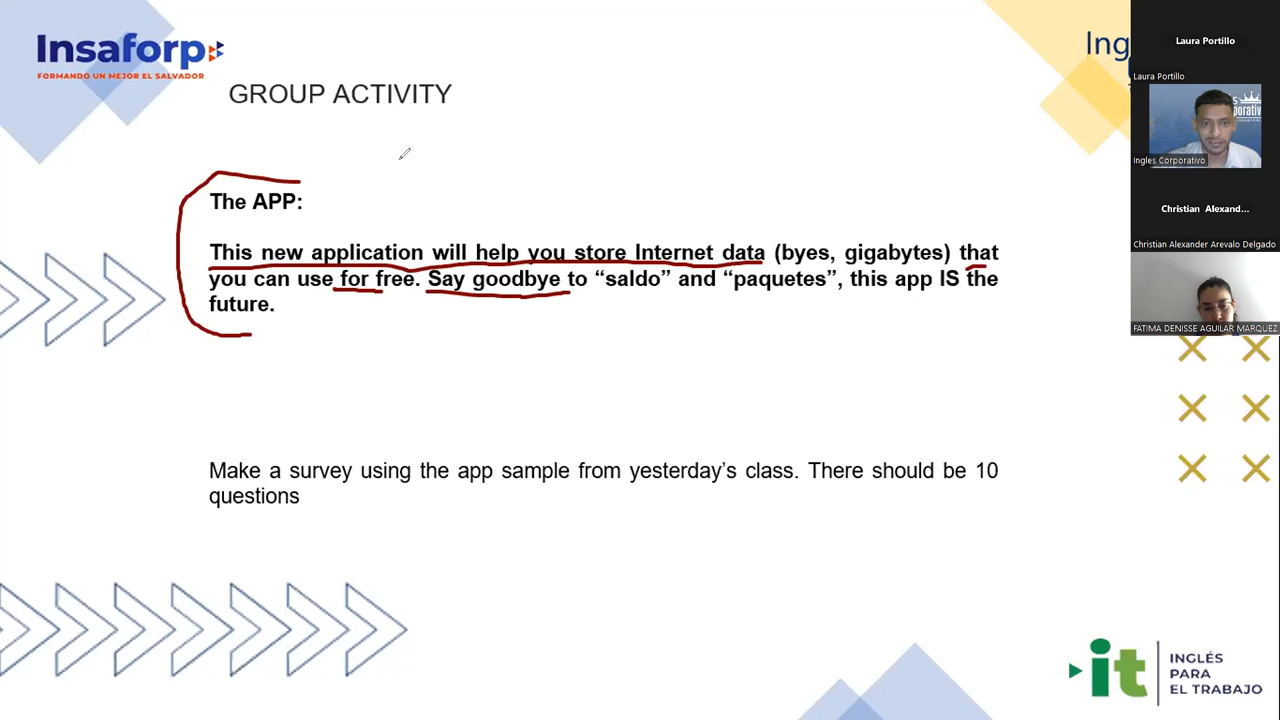 Insaforp
FORMANDO UN MEJOR EL SALVADOR
Ing
GROUP ACTIVITY
The APP:
This new application will help you store Internet data (byes, gigabytes) that
you can use for free. Say goodbye to “saldo” and “paquetes”, this app IS the
future.
Make a survey using the app sample from yesterday’s class. There should be 10
questions
Laura Portillo
Laura Portillo
Ingles Corporativo
Christian Alexand...
Christian Alexander Arevalo Delgado
FATIMA DENISSE AGUILAR MARQUEZ
it
INGLÉS
PARA
EL TRABAJO